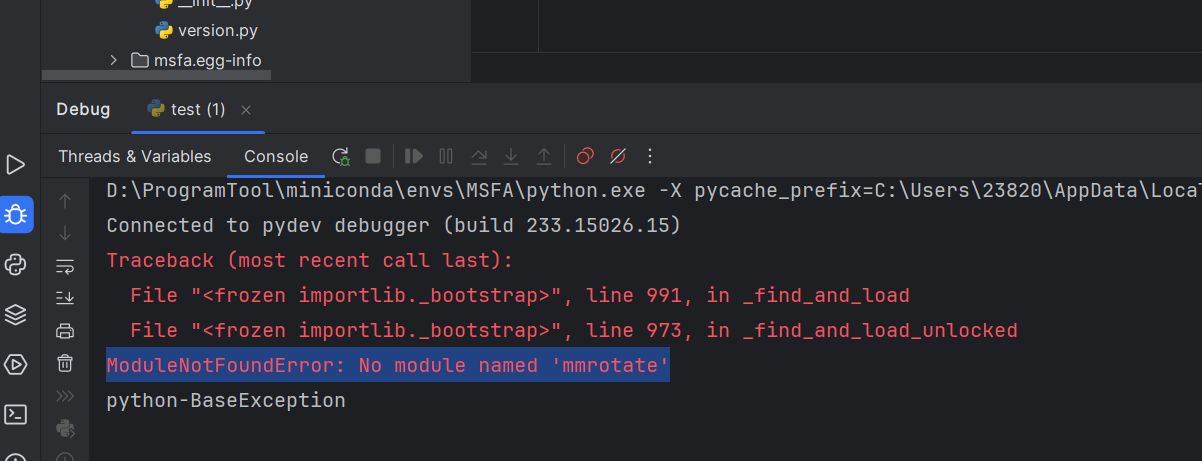 __init__.py
version.py
msfa.egg-info
Debug
test (1)
Threads & Variables
Console
D:\ProgramTool\miniconda\envs\MSFA\python.exe -X pycache_prefix=C:\Users\23820\AppData\Local
Connected to pydev debugger (build 233.15026.15)
Traceback (most recent call last):
File "<frozen importlib._bootstrap>", line 991, in _find_and_load
File "<frozen importlib._bootstrap>", line 973, in _find_and_load_unlocked
ModuleNotFoundError: No module named 'mmrotate'
python-BaseException